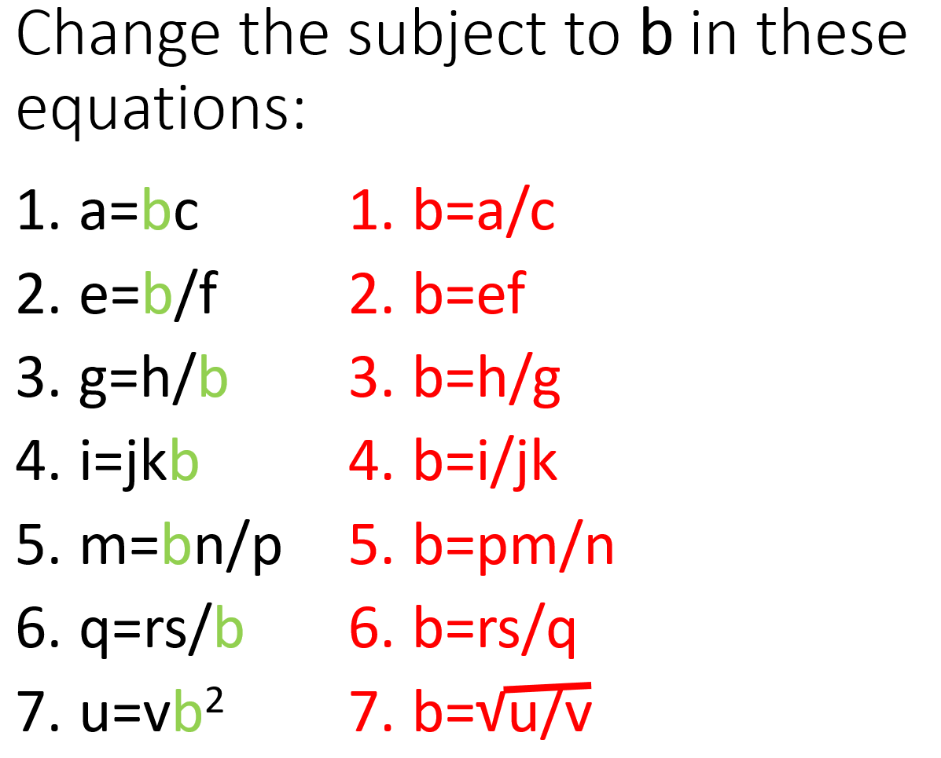 Change the subject to b in these
equations:
1. a=bc 1. b=a/c
2. e=b/f 2. b=ef
3. g=h/b 3. b=h/g
4. i=jkb 4. b=i/jk
5. m=bn/p 5. b=pm/n
6. q=rs/b 6. b=rs/q
7. u=vb² 7. b=√u/v